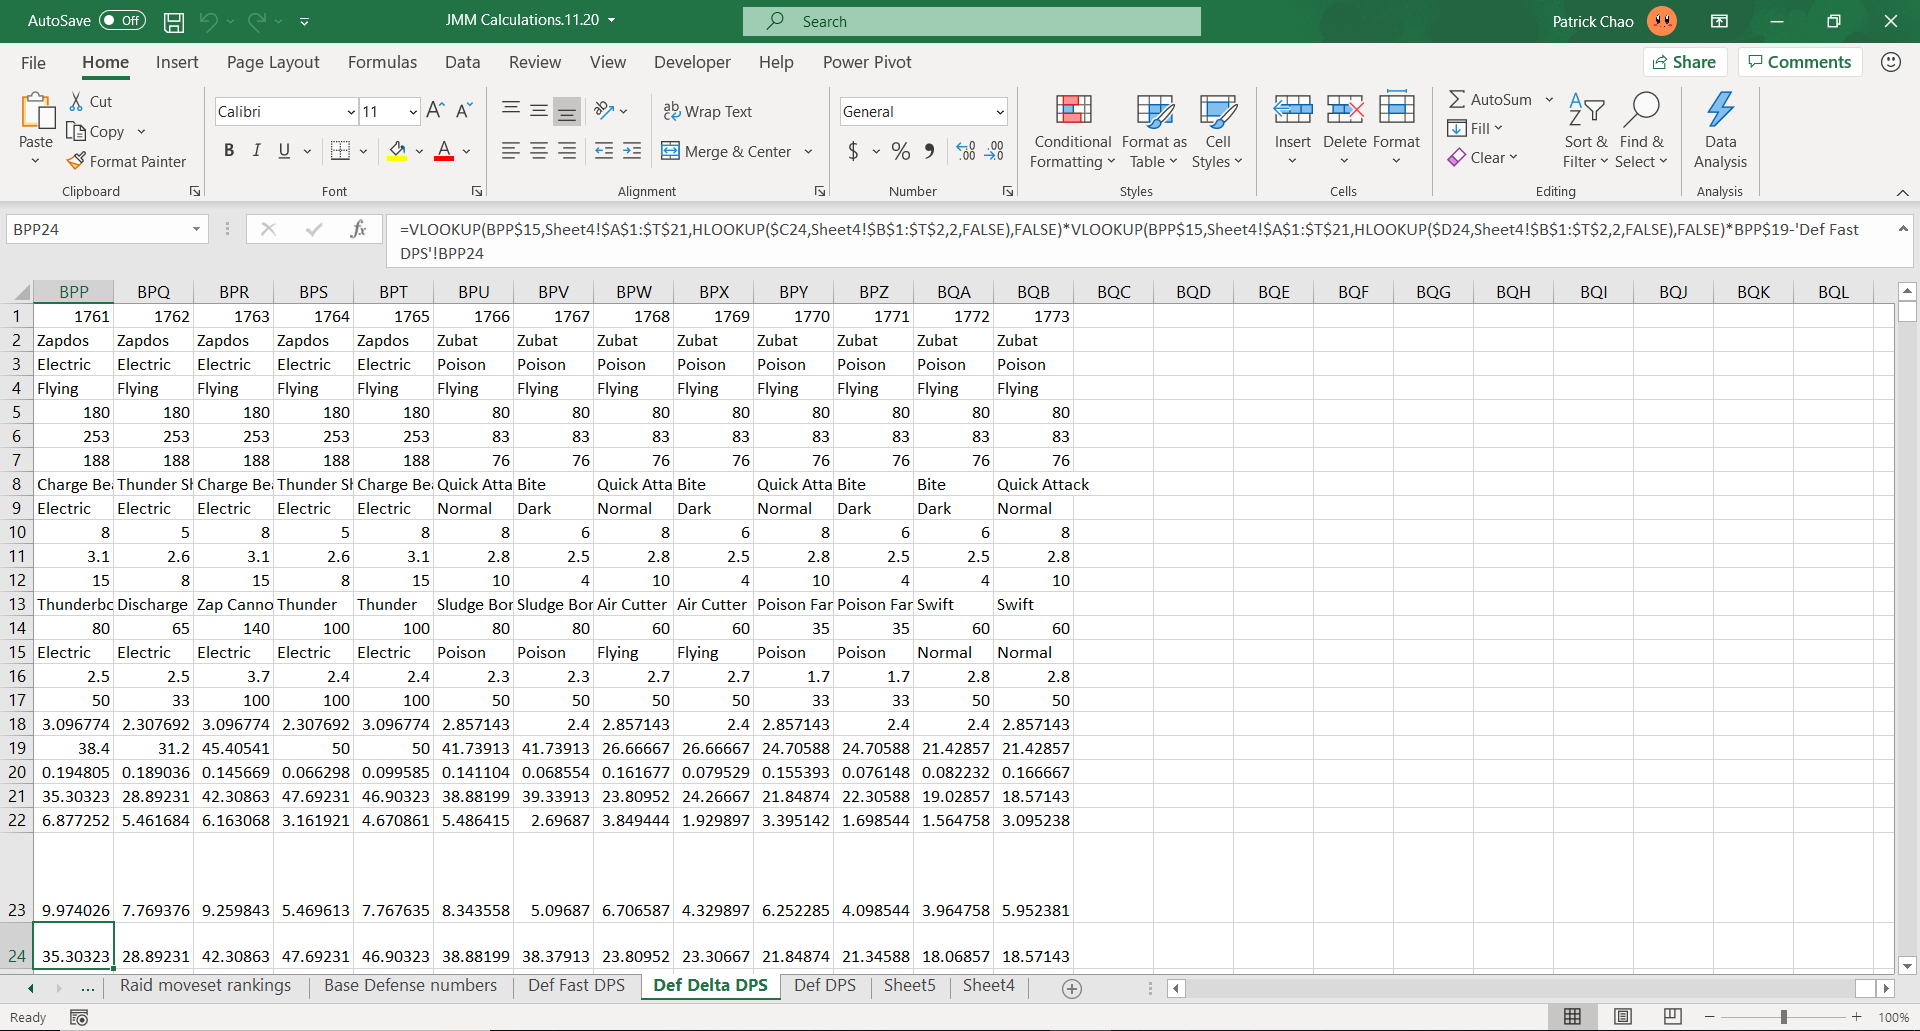 AutoSave Off JMM Calculations.11.20 Search Patrick Chao
File Home Insert Page Layout Formulas Data Review View Developer Help Power Pivot Share Comments
Paste Cut Copy Format Painter Clipboard
Calibri 11 A A B I U A Font
ab Wrap Text Merge & Center Alignment
General $ % , .00 .00 Number
Conditional Formatting Format as Table Cell Styles Styles
Insert Delete Format Cells
AutoSum Fill Clear Sort & Filter Find & Select Editing
Data Analysis Analysis
BPP24 fx =VLOOKUP(BPP$15,Sheet4!$A$1:$T$21,HLOOKUP($C24,Sheet4!$B$1:$T$2,2,FALSE),FALSE)*VLOOKUP(BPP$15,Sheet4!$A$1:$T$21,HLOOKUP($D24,Sheet4!$B$1:$T$2,2,FALSE),FALSE)*BPP$19-'Def Fast
DPS'!BPP24
BPP BPQ BPR BPS BPT BPU BPV BPW BPX BPY BPZ BQA BQB BQC BQD BQE BQF BQG BQH BQI BQJ BQK BQL
1 1761 1762 1763 1764 1765 1766 1767 1768 1769 1770 1771 1772 1773
2 Zapdos Zapdos Zapdos Zapdos Zapdos Zubat Zubat Zubat Zubat Zubat Zubat Zubat Zubat
3 Electric Electric Electric Electric Electric Poison Poison Poison Poison Poison Poison Poison Poison
4 Flying Flying Flying Flying Flying Flying Flying Flying Flying Flying Flying Flying Flying
5 180 180 180 180 180 80 80 80 80 80 80 80 80
6 253 253 253 253 253 83 83 83 83 83 83 83 83
7 188 188 188 188 188 76 76 76 76 76 76 76 76
8 Charge Bea Thunder Sh Charge Bea Thunder Sh Charge Bea Quick Atta Bite Quick Atta Bite Quick Atta Bite Bite Quick Attack
9 Electric Electric Electric Electric Electric Normal Dark Normal Dark Normal Dark Dark Normal
10 8 5 8 5 8 8 6 8 6 8 6 6 8
11 3.1 2.6 3.1 2.6 3.1 2.8 2.5 2.8 2.5 2.8 2.5 2.5 2.8
12 15 8 15 8 15 10 4 10 4 10 4 4 10
13 Thunderbo Discharge Zap Canno Thunder Thunder Sludge Bom Sludge Bom Air Cutter Air Cutter Poison Fan Poison Fan Swift Swift
14 80 65 140 100 100 80 80 60 60 35 35 60 60
15 Electric Electric Electric Electric Electric Poison Poison Flying Flying Poison Poison Normal Normal
16 2.5 2.5 3.7 2.4 2.4 2.3 2.3 2.7 2.7 1.7 1.7 2.8 2.8
17 50 33 100 100 100 50 50 50 50 33 33 50 50
18 3.096774 2.307692 3.096774 2.307692 3.096774 2.857143 2.4 2.857143 2.4 2.857143 2.4 2.4 2.857143
19 38.4 31.2 45.40541 50 50 41.73913 41.73913 26.66667 26.66667 24.70588 24.70588 21.42857 21.42857
20 0.194805 0.189036 0.145669 0.066298 0.099585 0.141104 0.068554 0.161677 0.079529 0.155393 0.076148 0.082232 0.166667
21 35.30323 28.89231 42.30863 47.69231 46.90323 38.88199 39.33913 23.80952 24.26667 21.84874 22.30588 19.02857 18.57143
22 6.877252 5.461684 6.163068 3.161921 4.670861 5.486415 2.69687 3.849444 1.929897 3.395142 1.698544 1.564758 3.095238
23 9.974026 7.769376 9.259843 5.469613 7.767635 8.343558 5.09687 6.706587 4.329897 6.252285 4.098544 3.964758 5.952381
24 35.30323 28.89231 42.30863 47.69231 46.90323 38.88199 38.37913 23.80952 23.30667 21.84874 21.34588 18.06857 18.57143
... Raid moveset rankings Base Defense numbers Def Fast DPS Def Delta DPS Def DPS Sheet5 Sheet4
Ready 100%